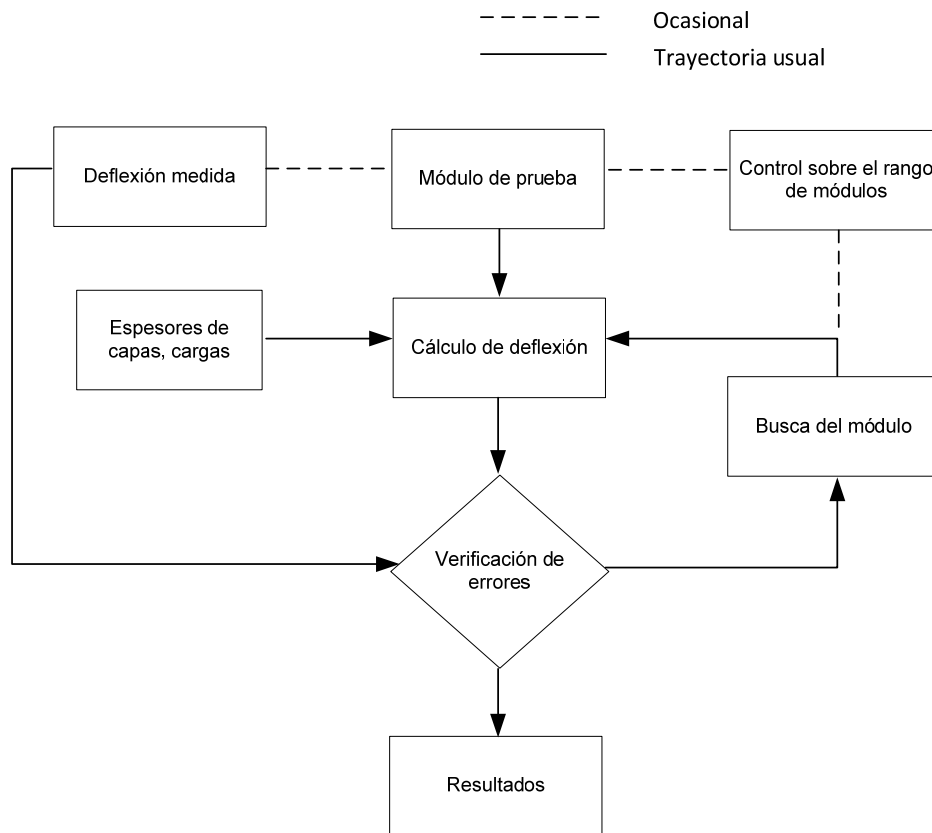 Ocasional
Trayectoria usual
Deflexión medida
Módulo de prueba
Control sobre el rango
de módulos
Espesores de
capas, cargas
Cálculo de deflexión
Busca del módulo
Verificación de
errores
Resultados